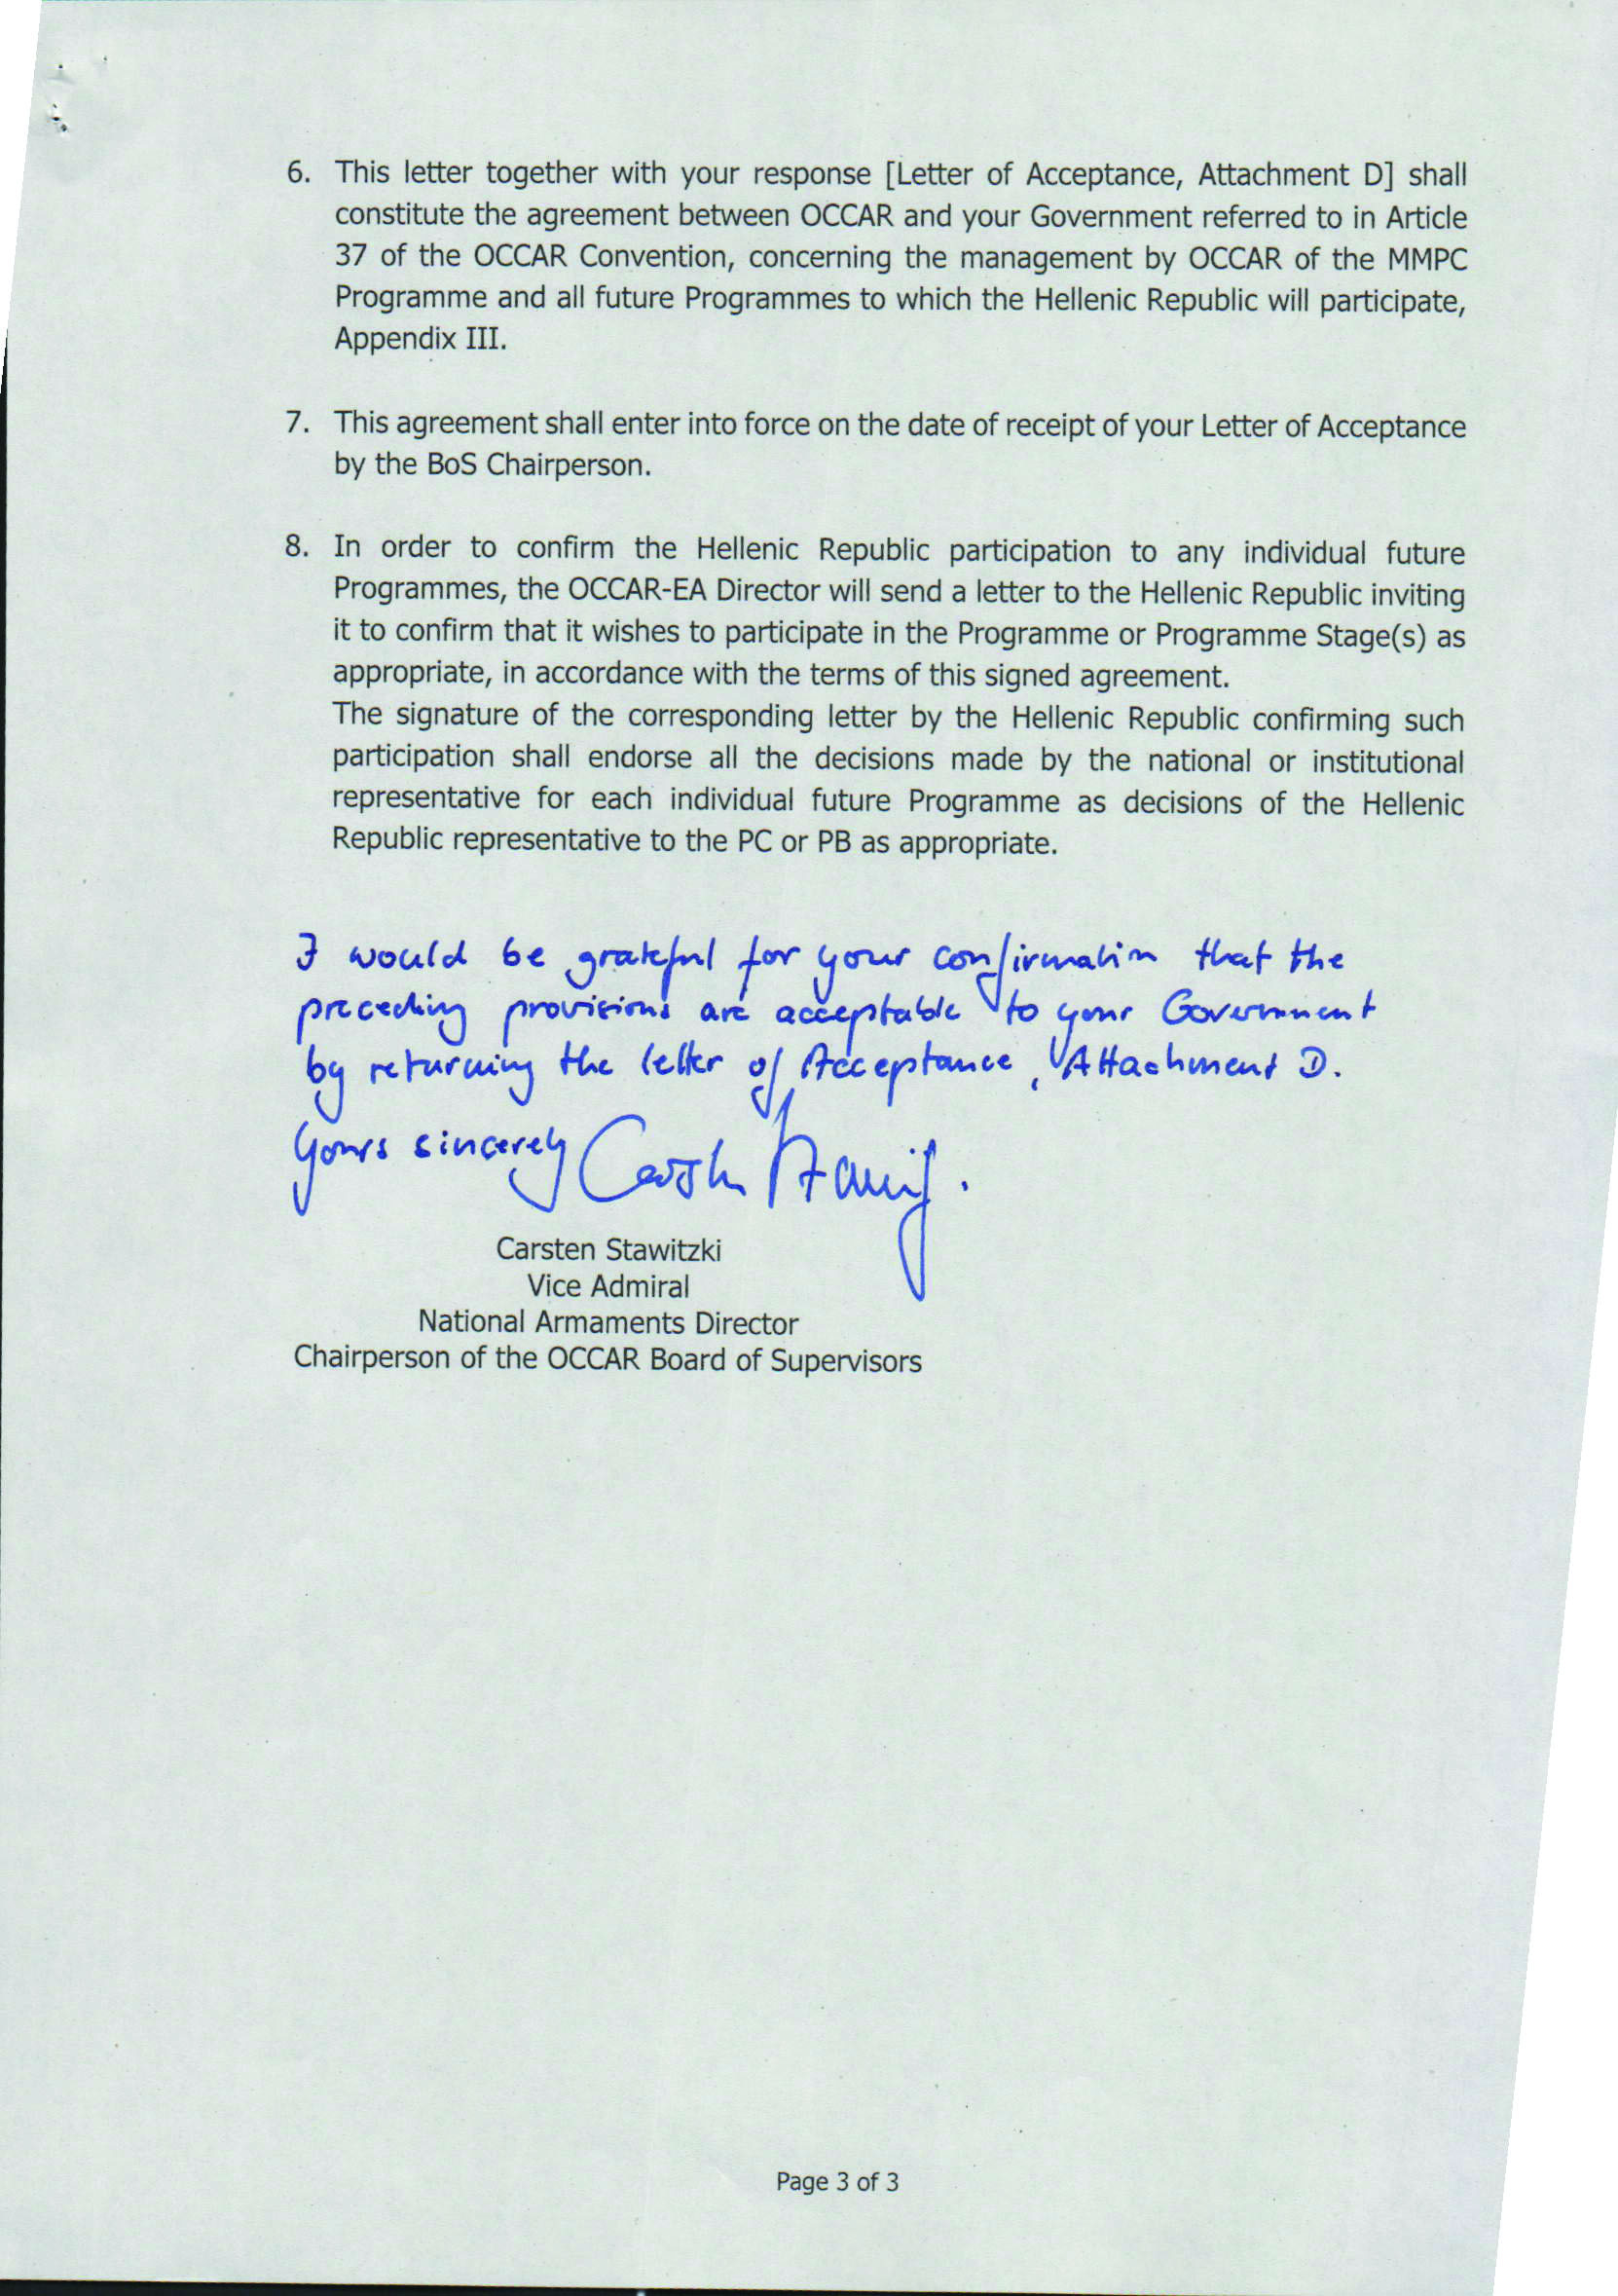 6. This letter together with your response [Letter of Acceptance, Attachment D] shall
constitute the agreement between OCCAR and your Government referred to in Article
37 of the OCCAR Convention, concerning the management by OCCAR of the MMPC
Programme and all future Programmes to which the Hellenic Republic will participate,
Appendix III.
7. This agreement shall enter into force on the date of receipt of your Letter of Acceptance
by the BoS Chairperson.
8. In order to confirm the Hellenic Republic participation to any individual future
Programmes, the OCCAR-EA Director will send a letter to the Hellenic Republic inviting
it to confirm that it wishes to participate in the Programme or Programme Stage(s) as
appropriate, in accordance with the terms of this signed agreement.
The signature of the corresponding letter by the Hellenic Republic confirming such
participation shall endorse all the decisions made by the national or institutional
representative for each individual future Programme as decisions of the Hellenic
Republic representative to the PC or PB as appropriate.
I would be grateful for your confirmation that the
preceding provisions are acceptable to your Government
by returning the letter of Acceptance, Attachment D.
Yours sincerely
Carsten Stawitzki
Vice Admiral
National Armaments Director
Chairperson of the OCCAR Board of Supervisors
Page 3 of 3